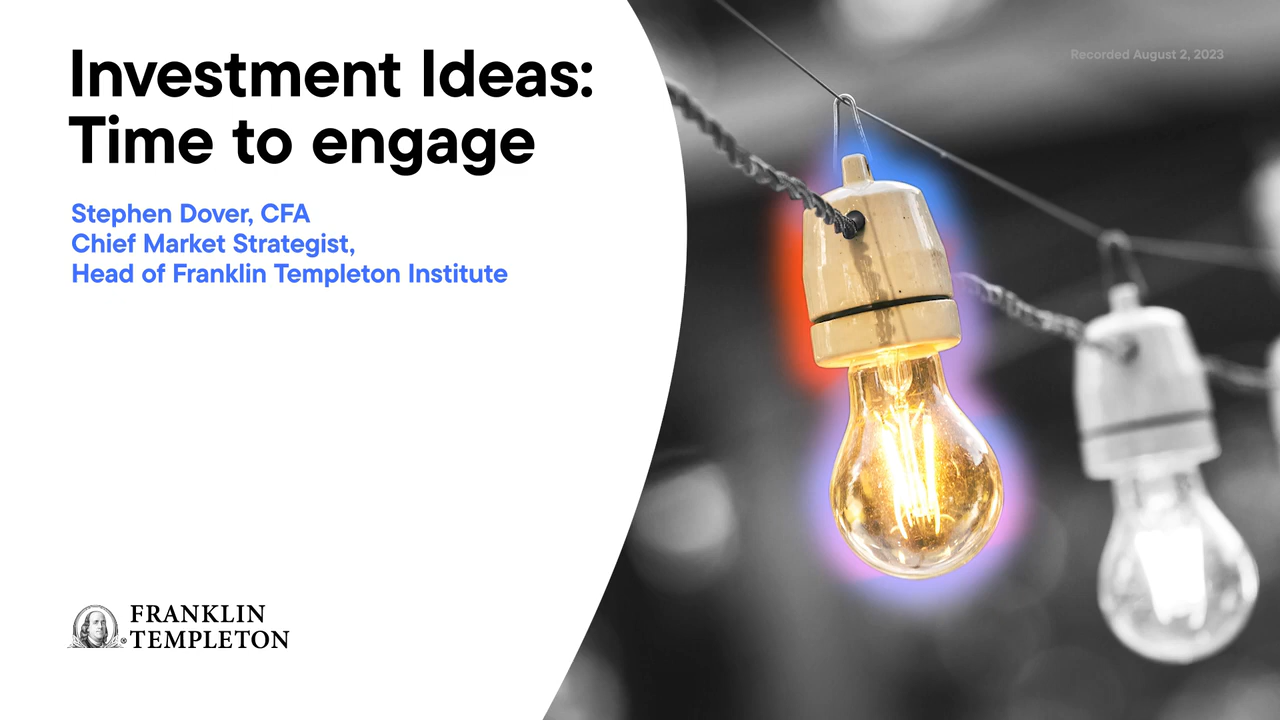 Investment Ideas:
Time to engage
Recorded August 2, 2023
Stephen Dover, CFA
Chief Market Strategist,
Head of Franklin Templeton Institute
FRANKLIN
® TEMPLETON